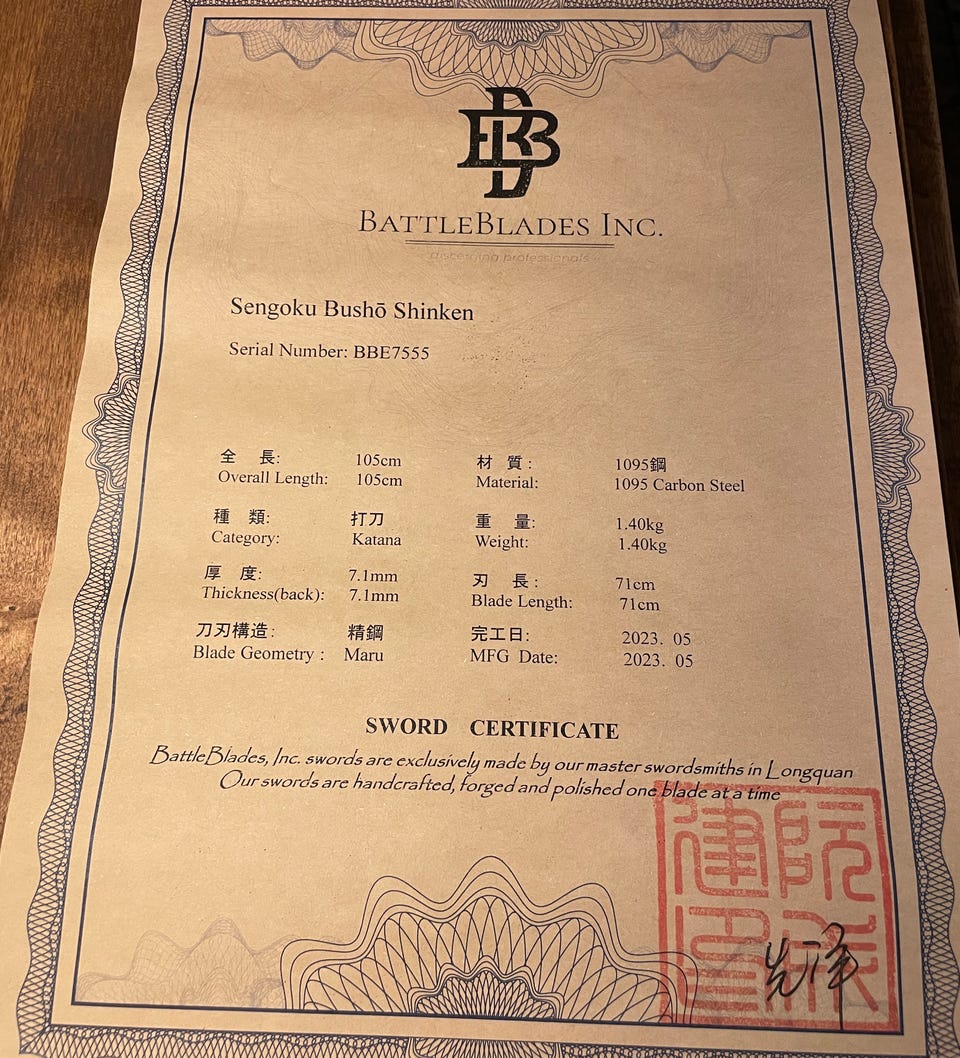 BB
BATTLEBLADES INC.
discerning professionals
Sengoku Bushō Shinken
Serial Number: BBE7555
全 長: 105cm 材 質: 1095鋼
Overall Length: 105cm Material: 1095 Carbon Steel
種 類: 打刀 重 量: 1.40kg
Category: Katana Weight: 1.40kg
厚 度: 7.1mm 刃 長: 71cm
Thickness(back): 7.1mm Blade Length: 71cm
刀刃構造: 精鋼 完工日: 2023. 05
Blade Geometry : Maru MFG Date: 2023. 05
SWORD CERTIFICATE
BattleBlades, Inc. swords are exclusively made by our master swordsmiths in Longquan
Our swords are handcrafted, forged and polished one blade at a time